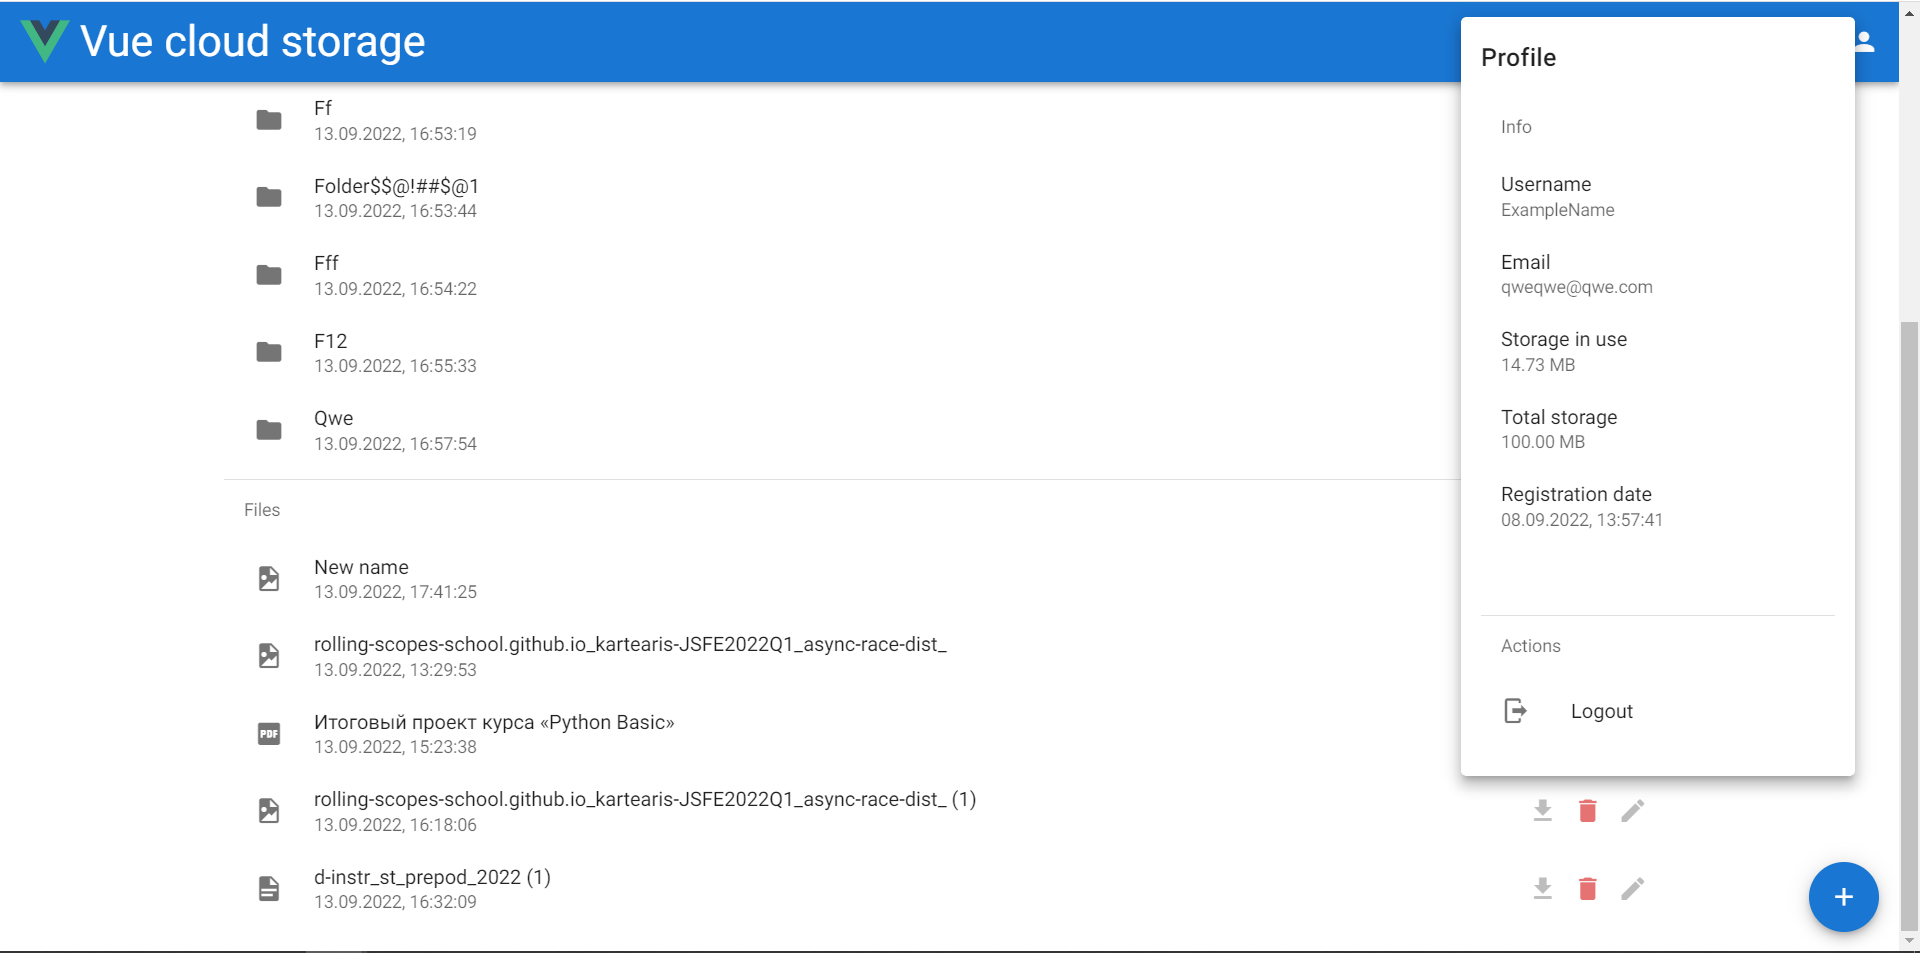 Vue cloud storage
Ff
13.09.2022, 16:53:19
Folder$$@!##$@1
13.09.2022, 16:53:44
Fff
13.09.2022, 16:54:22
F12
13.09.2022, 16:55:33
Qwe
13.09.2022, 16:57:54
Files
New name
13.09.2022, 17:41:25
rolling-scopes-school.github.io_kartearis-JSFE2022Q1_async-race-dist_
13.09.2022, 13:29:53
PDF
Итоговый проект курса «Python Basic»
13.09.2022, 15:23:38
rolling-scopes-school.github.io_kartearis-JSFE2022Q1_async-race-dist_ (1)
13.09.2022, 16:18:06
d-instr_st_prepod_2022 (1)
13.09.2022, 16:32:09
Profile
Info
Username
ExampleName
Email
qweqwe@qwe.com
Storage in use
14.73 MB
Total storage
100.00 MB
Registration date
08.09.2022, 13:57:41
Actions
Logout